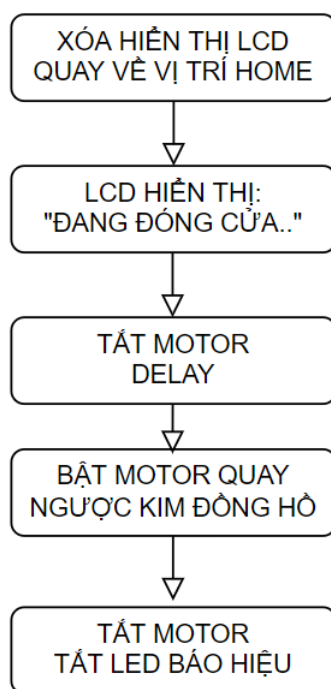 XÓA HIỂN THỊ LCD
QUAY VỀ VỊ TRÍ HOME
LCD HIỂN THỊ:
"ĐANG ĐÓNG CỬA.."
TẮT MOTOR
DELAY
BẬT MOTOR QUAY
NGƯỢC KIM ĐỒNG HỒ
TẮT MOTOR
TẮT LED BÁO HIỆU